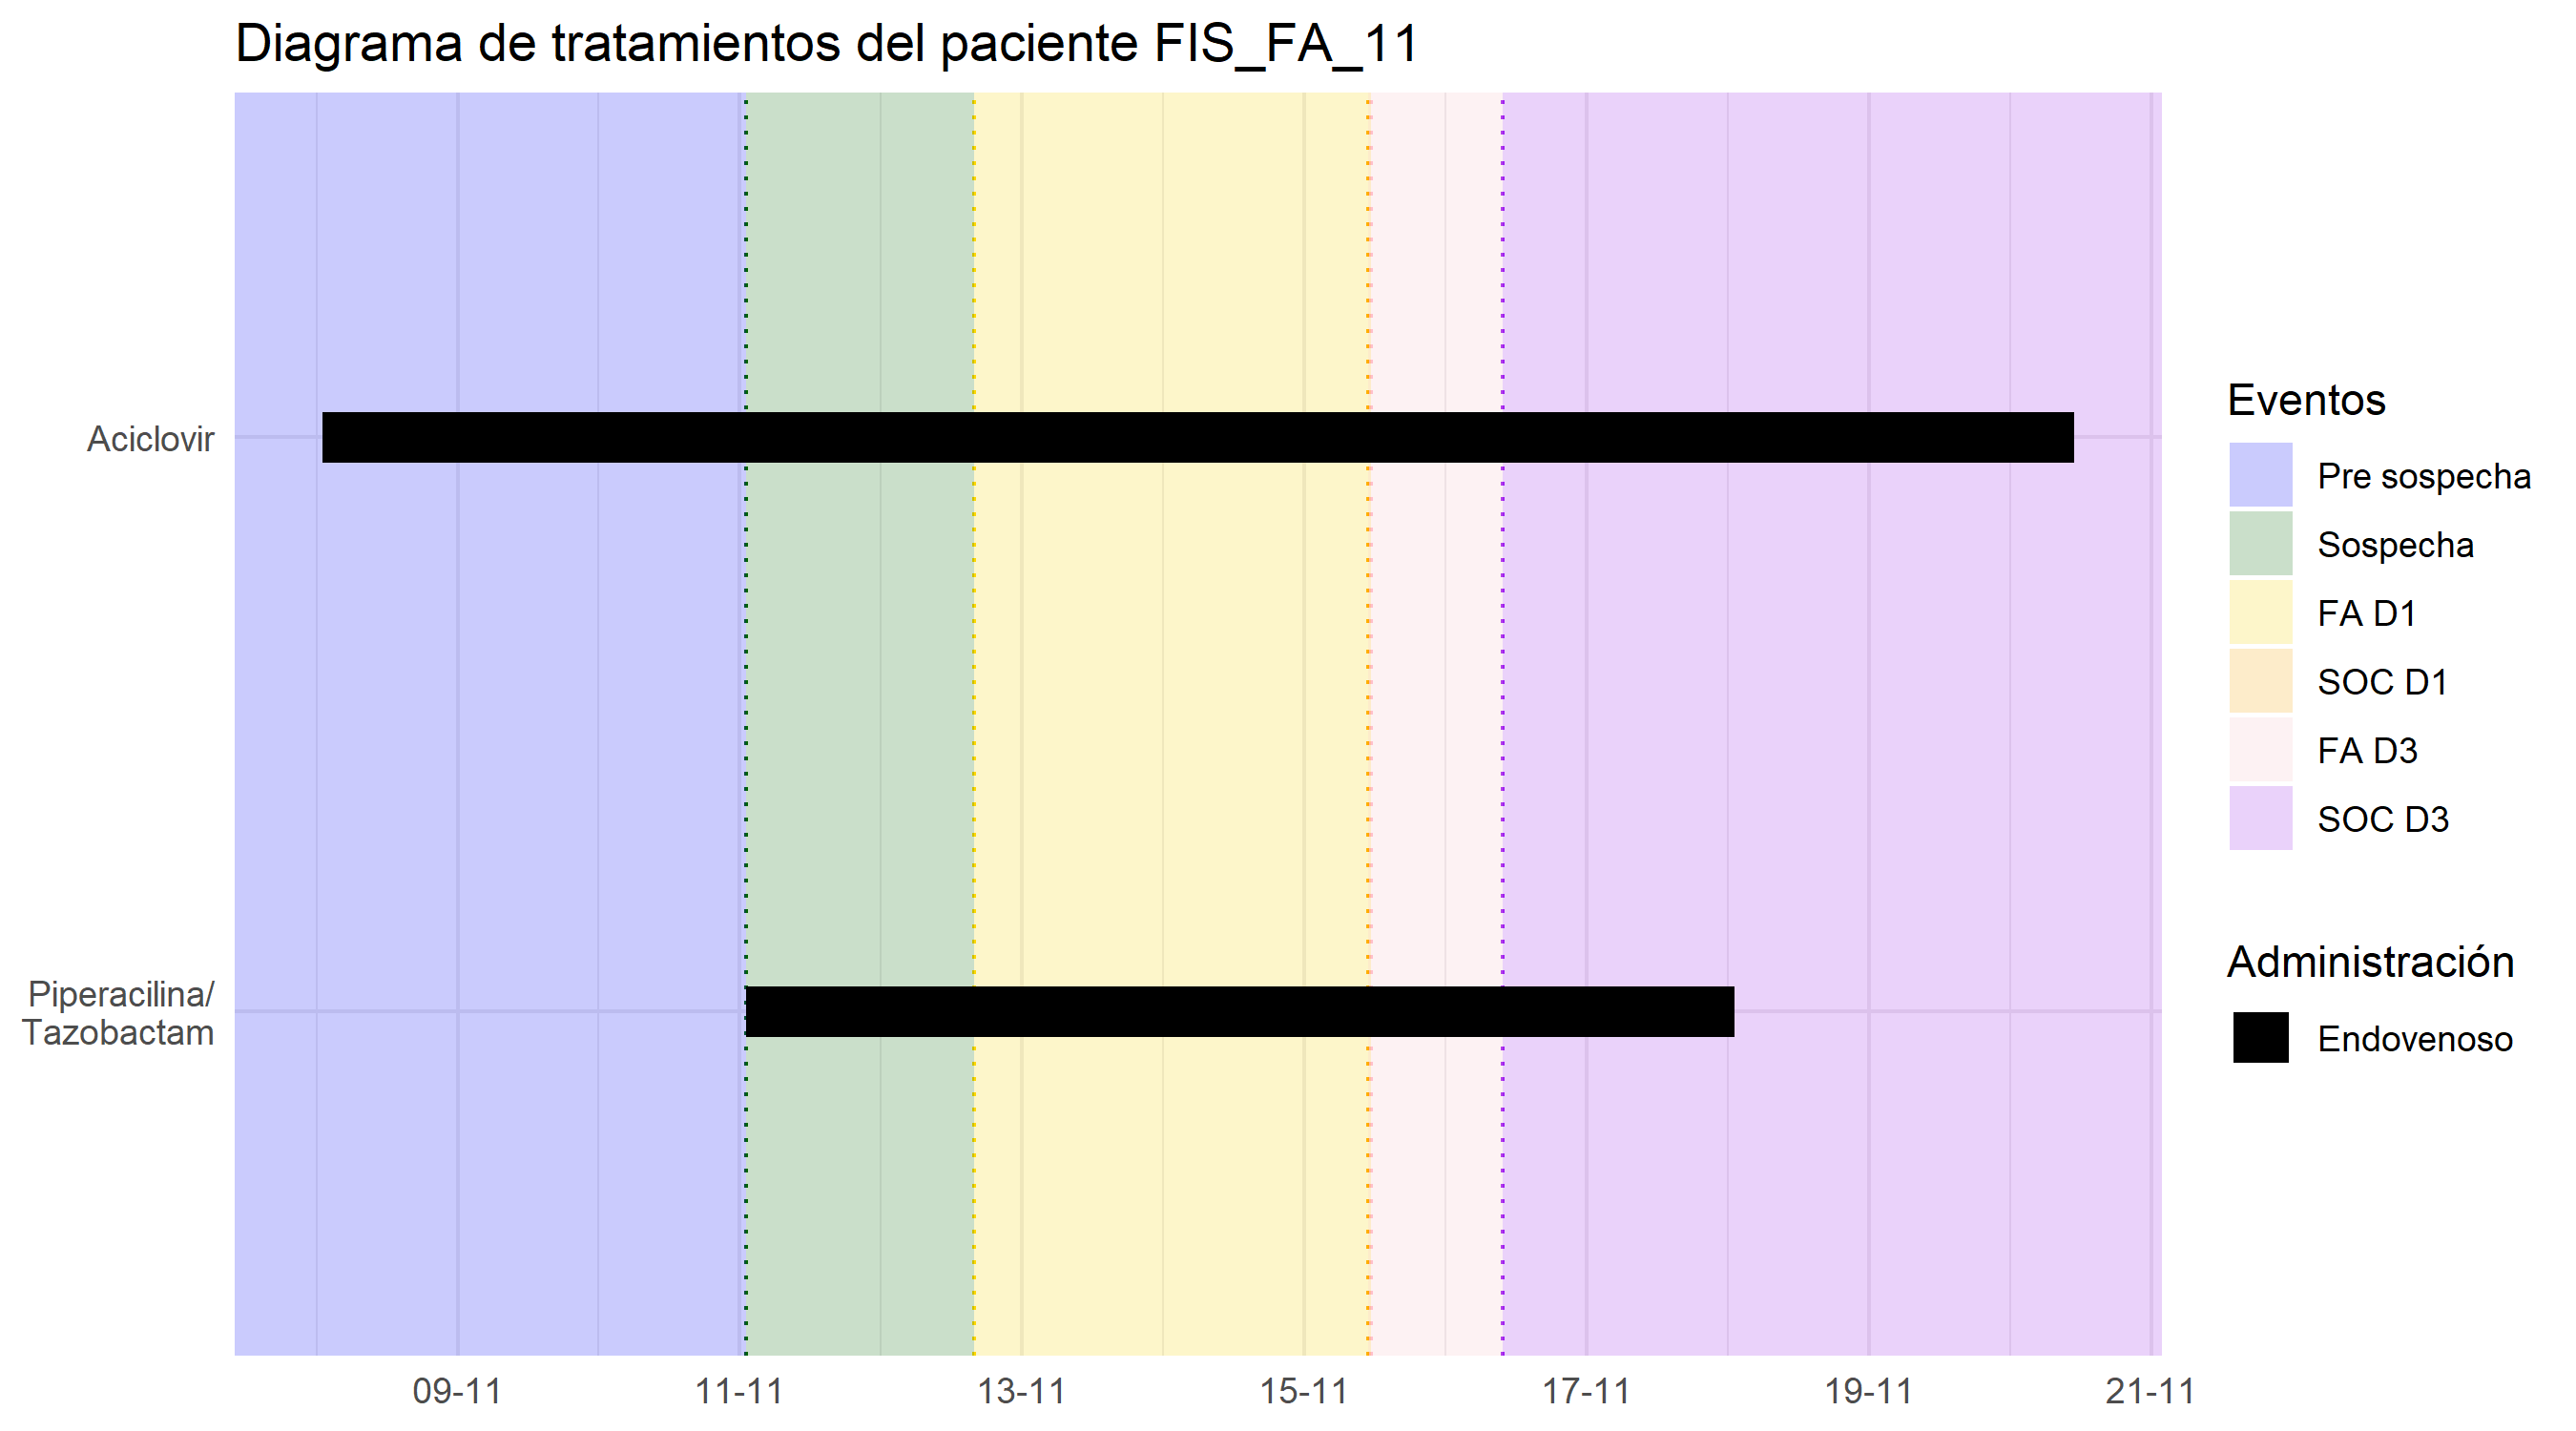 Diagrama de tratamientos del paciente FIS_FA_11
Aciclovir
Piperacilina/
Tazobactam
09-11
11-11
13-11
15-11
17-11
19-11
21-11
Eventos
Pre sospecha
Sospecha
FA D1
SOC D1
FA D3
SOC D3
Administración
Endovenoso